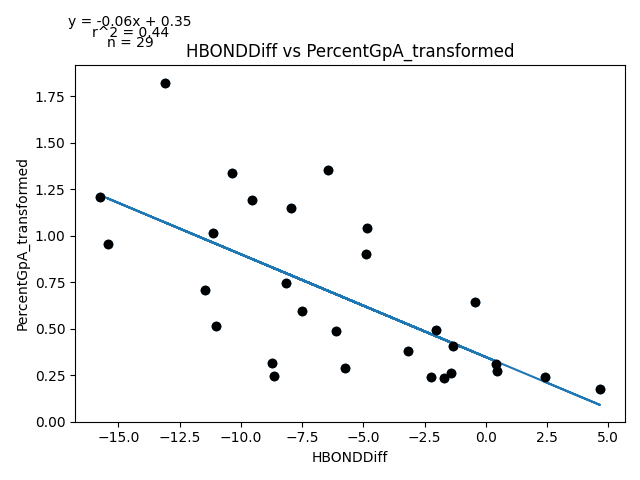 y = -0.06x + 0.35
r^2 = 0.44
n = 29
HBONDDiff vs PercentGpA_transformed
PercentGpA_transformed
1.75
1.50
1.25
1.00
0.75
0.50
0.25
0.00
−15.0 −12.5 −10.0 −7.5 −5.0 −2.5 0.0 2.5 5.0
HBONDDiff